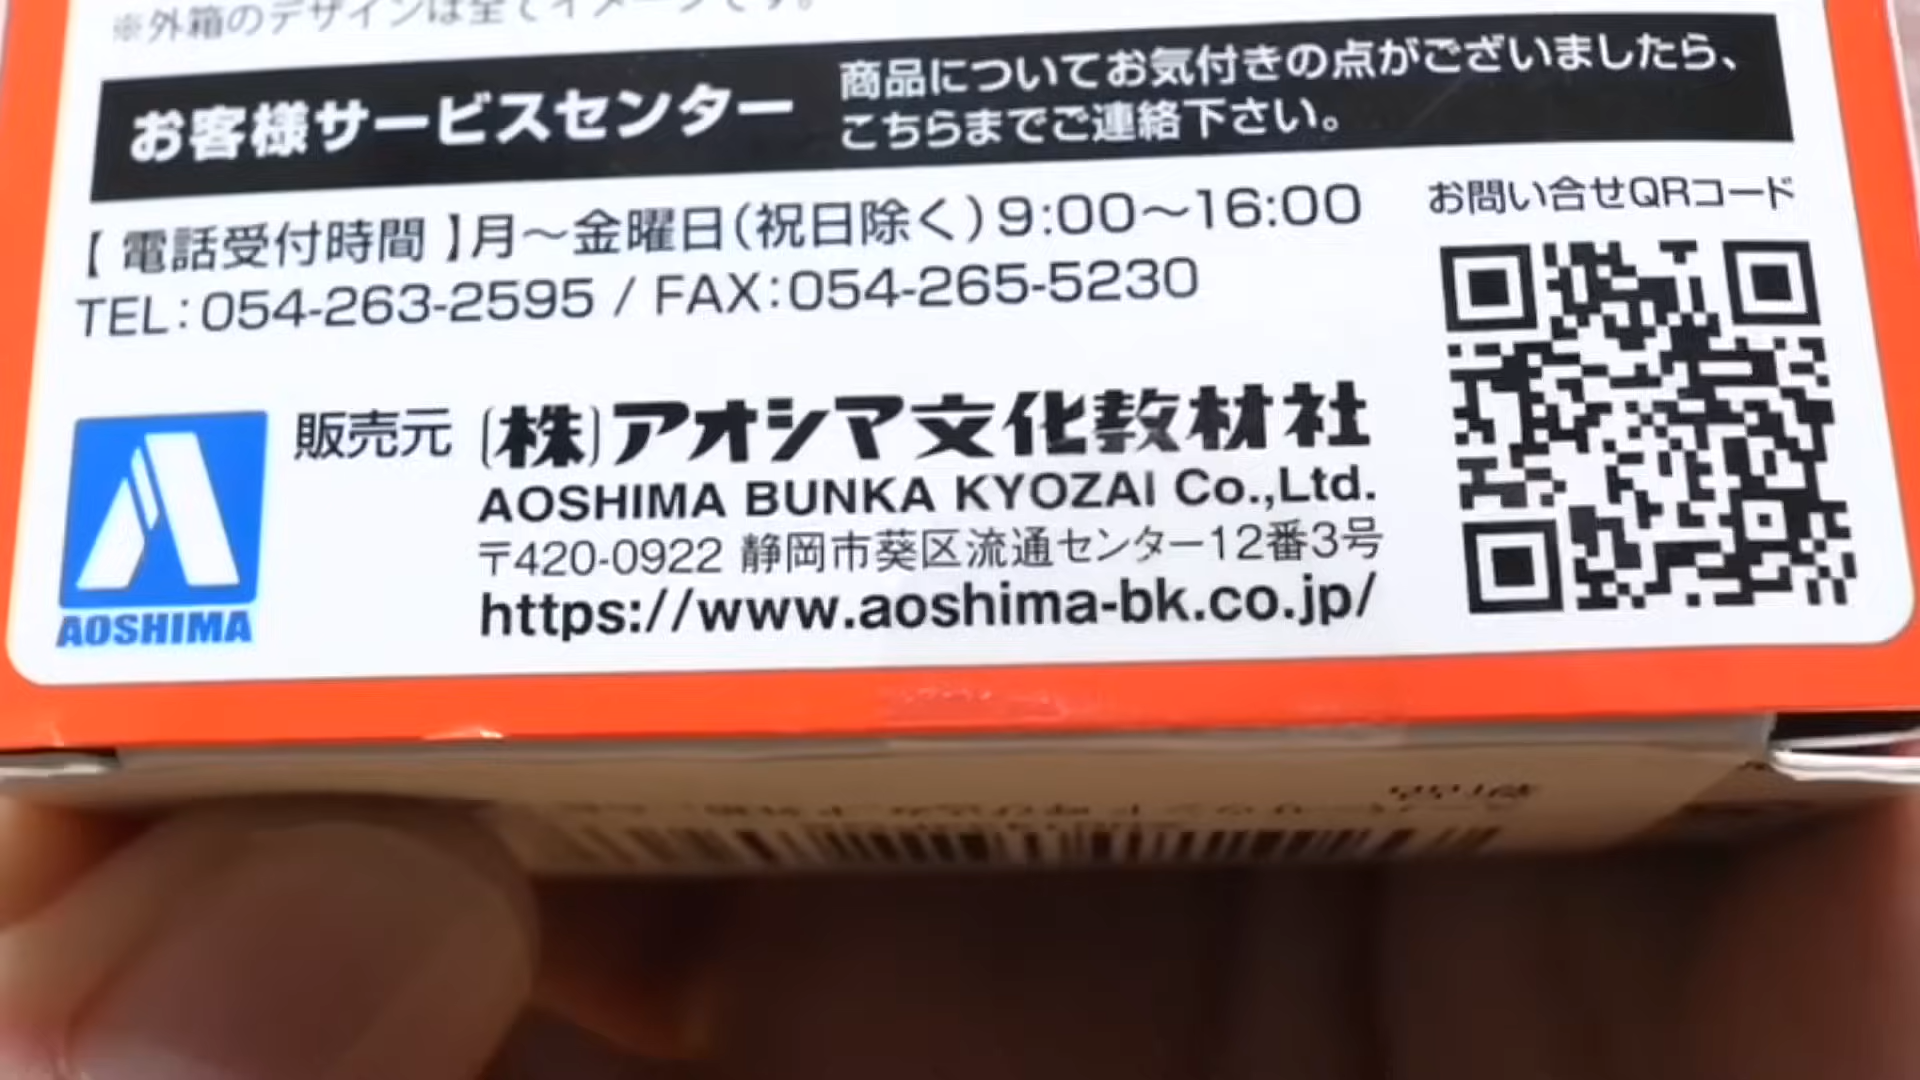 ※外箱のデザインは全てイメージです。
お客様サービスセンター
商品についてお気付きの点がございましたら、
こちらまでご連絡下さい。
【 電話受付時間 】月〜金曜日(祝日除く)9:00〜16:00
TEL:054-263-2595 / FAX:054-265-5230
お問い合せQRコード
販売元 (株)アオシマ文化教材社
AOSHIMA BUNKA KYOZAI Co.,Ltd.
〒420-0922 静岡市葵区流通センター12番3号
https://www.aoshima-bk.co.jp/
AOSHIMA